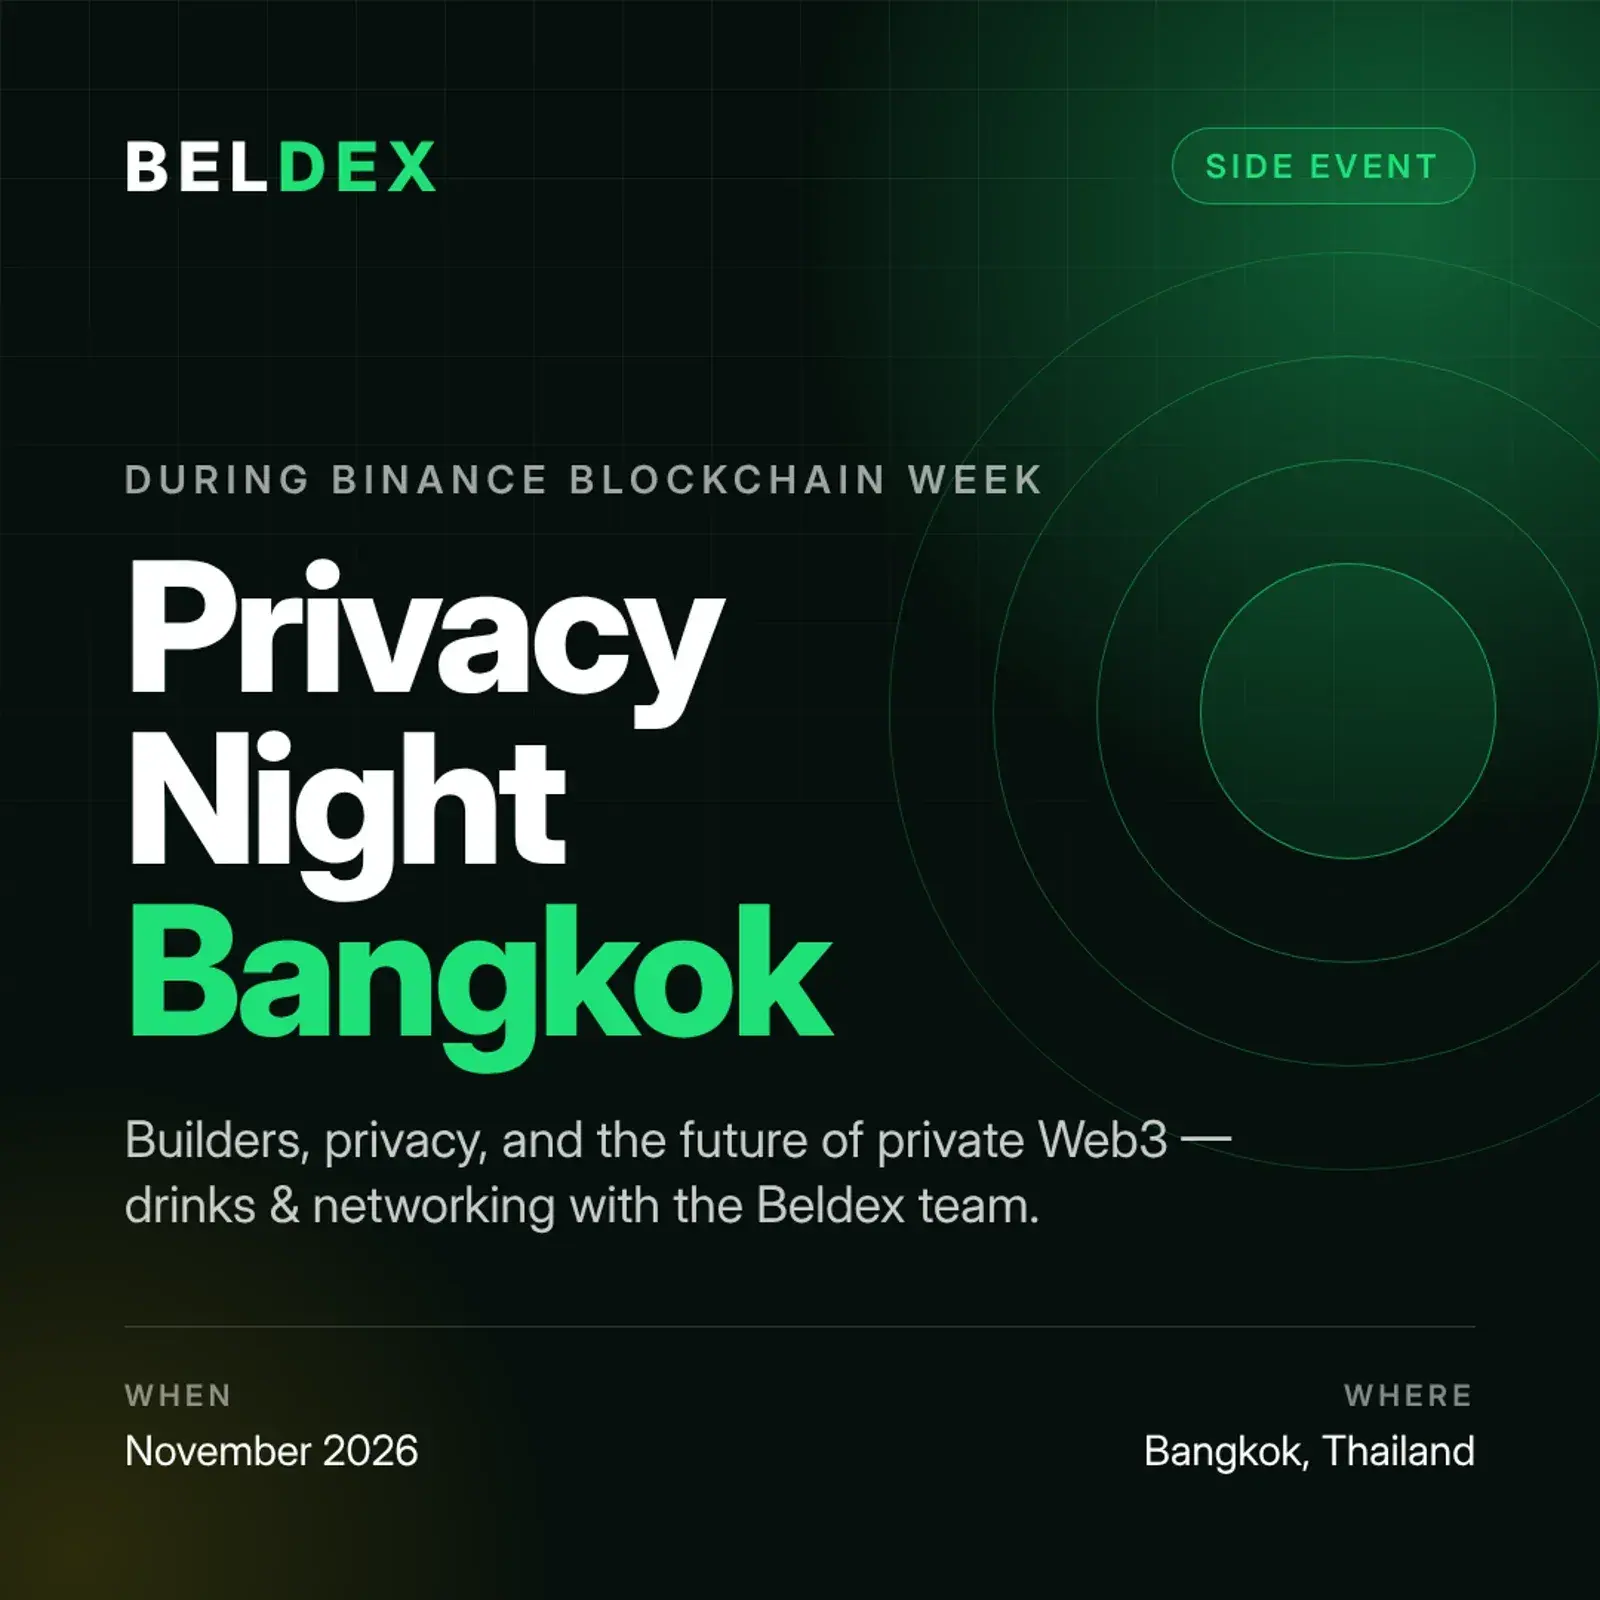 BELDEX
SIDE EVENT
DURING BINANCE BLOCKCHAIN WEEK
Privacy
Night
Bangkok
Builders, privacy, and the future of private Web3 —
drinks & networking with the Beldex team.
WHEN
November 2026
WHERE
Bangkok, Thailand